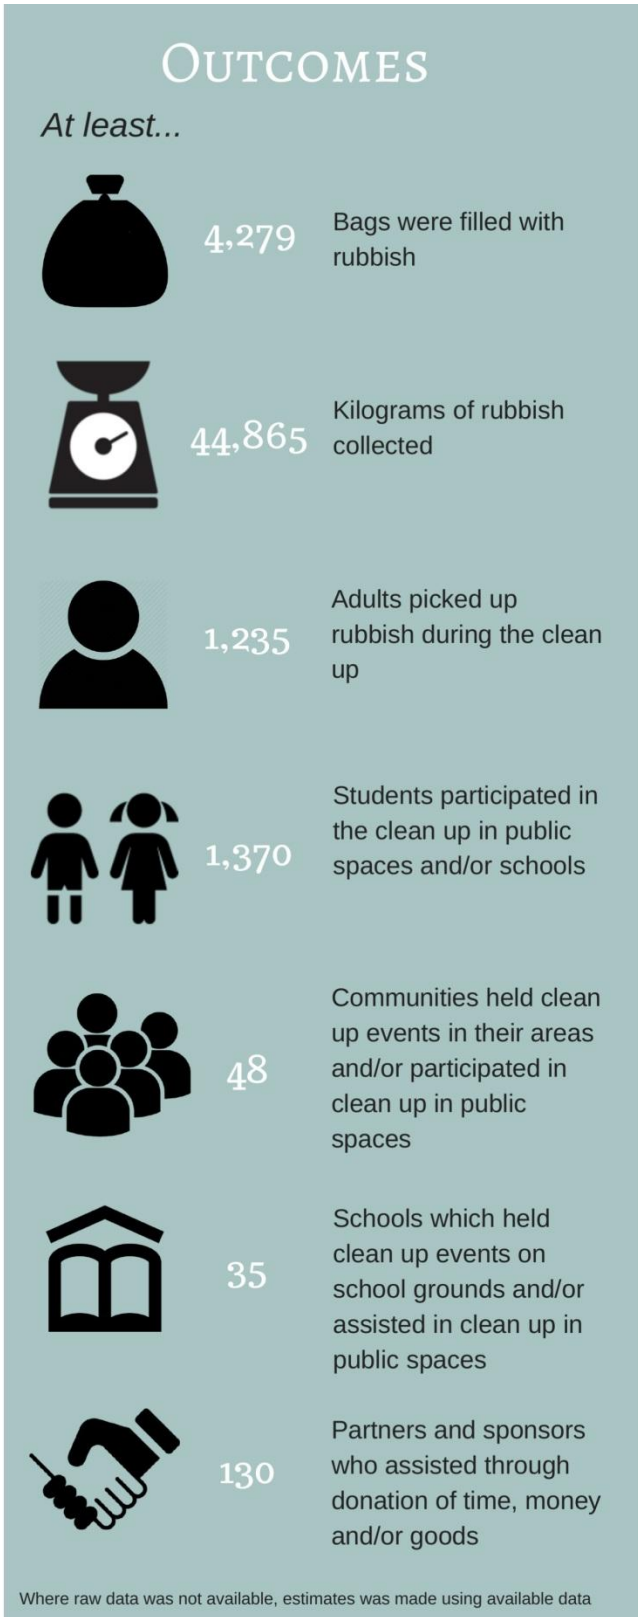 OUTCOMES
At least...
4,279
Bags were filled with
rubbish
44,865
Kilograms of rubbish
collected
1,235
Adults picked up
rubbish during the clean
up
1,370
Students participated in
the clean up in public
spaces and/or schools
48
Communities held clean
up events in their areas
and/or participated in
clean up in public
spaces
35
Schools which held
clean up events on
school grounds and/or
assisted in clean up in
public spaces
130
Partners and sponsors
who assisted through
donation of time, money
and/or goods
Where raw data was not available, estimates was made using available data